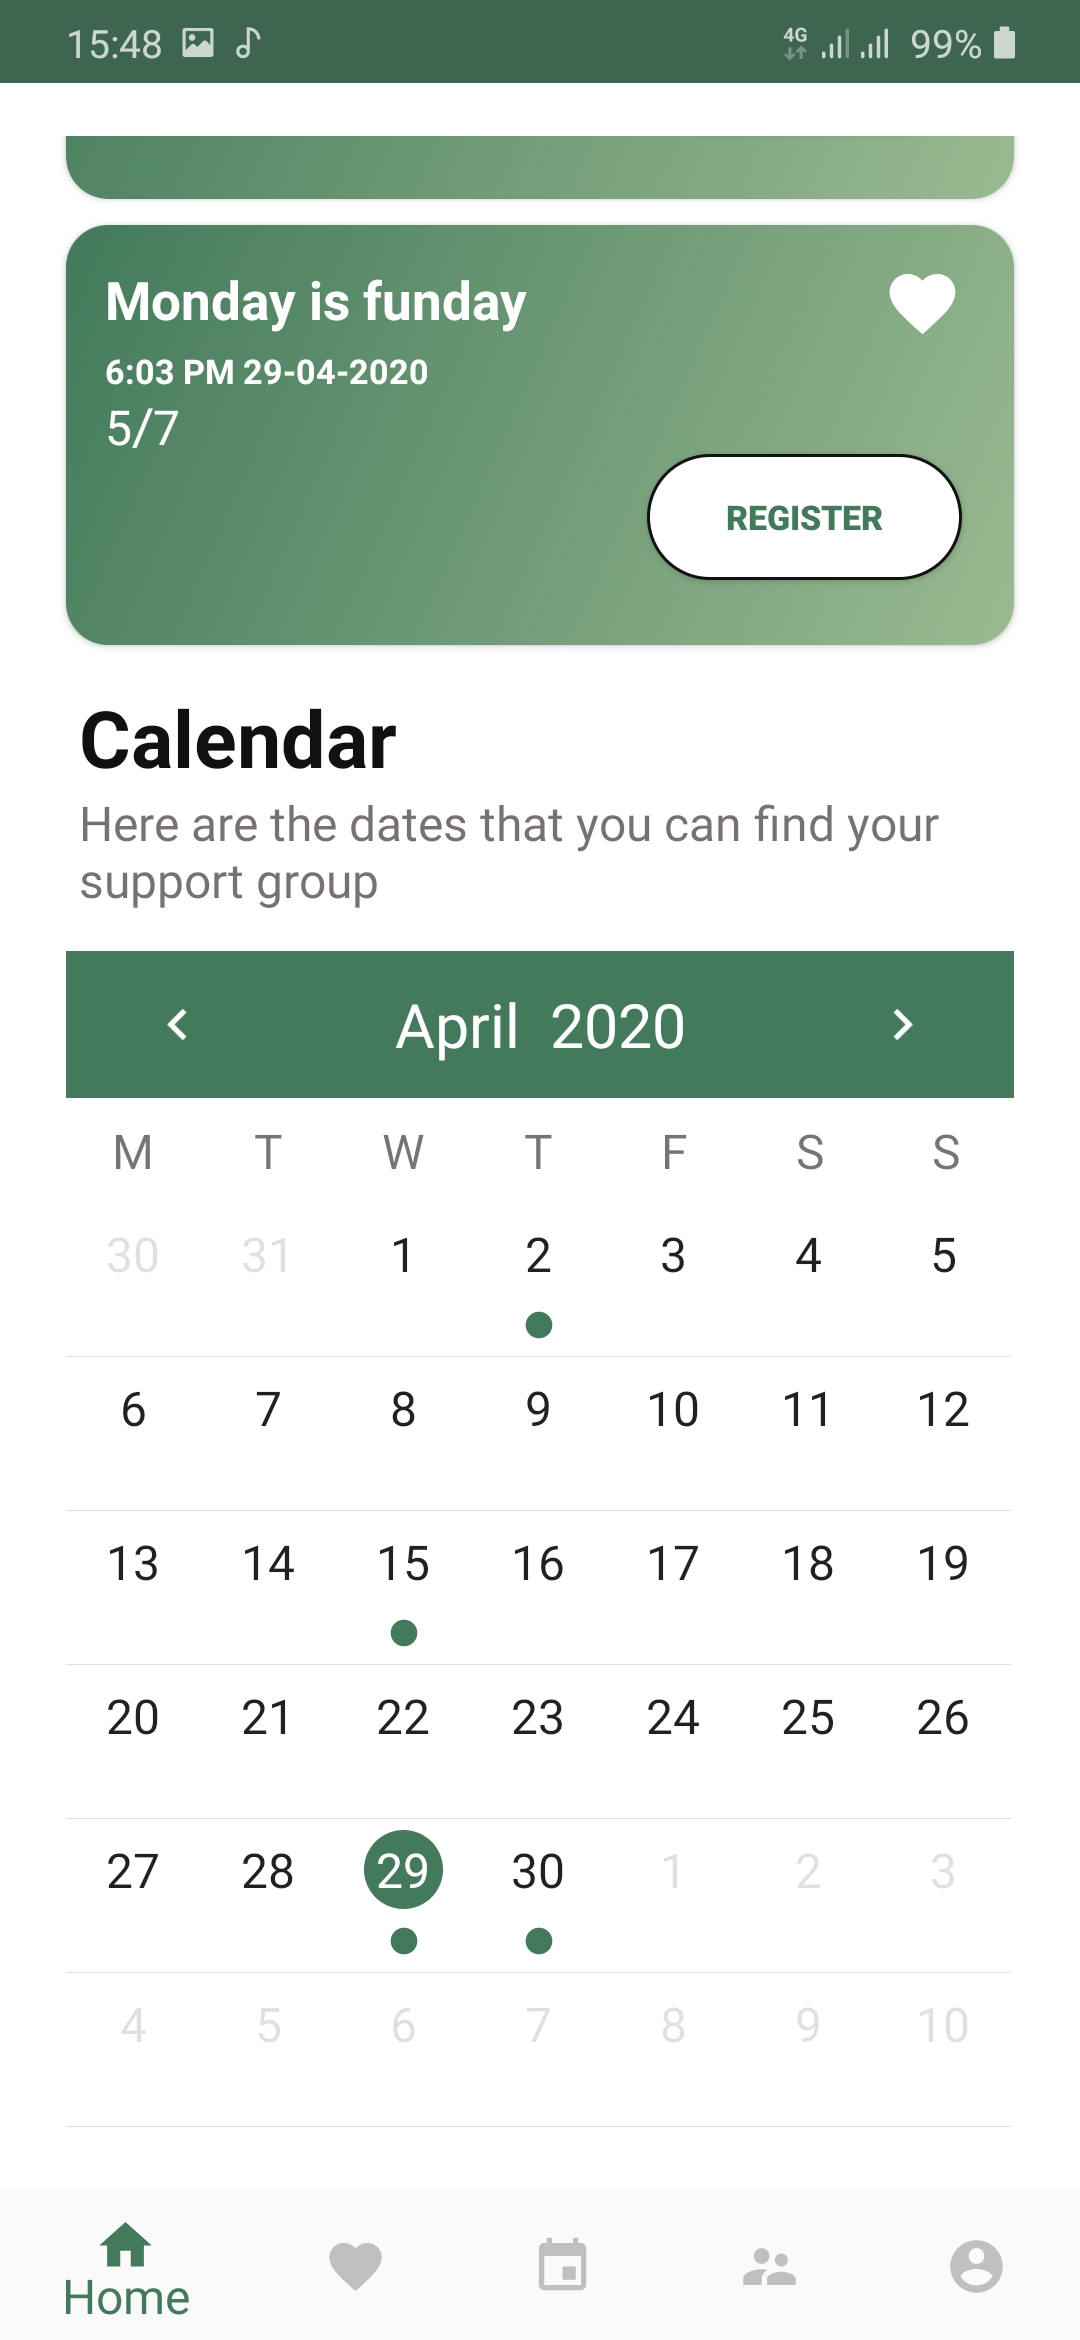 15:48 4G 99%
Monday is funday
6:03 PM 29-04-2020
5/7
REGISTER
Calendar
Here are the dates that you can find your
support group
April 2020
M T W T F S S
30 31 1 2 3 4 5
6 7 8 9 10 11 12
13 14 15 16 17 18 19
20 21 22 23 24 25 26
27 28 29 30 1 2 3
4 5 6 7 8 9 10
Home